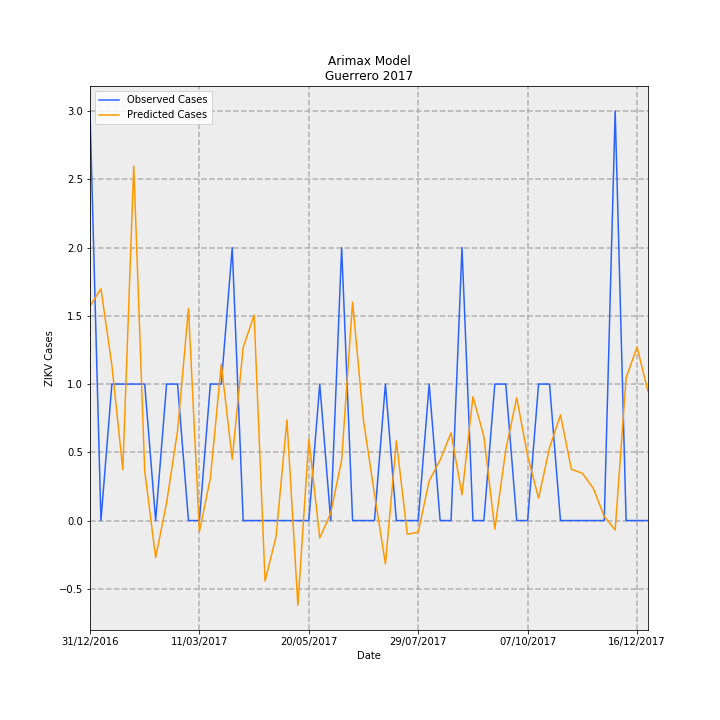 Arimax Model
Guerrero 2017
Observed Cases
Predicted Cases
3.0
2.5
2.0
1.5
1.0
0.5
0.0
−0.5
ZIKV Cases
31/12/2016 11/03/2017 20/05/2017 29/07/2017 07/10/2017 16/12/2017
Date